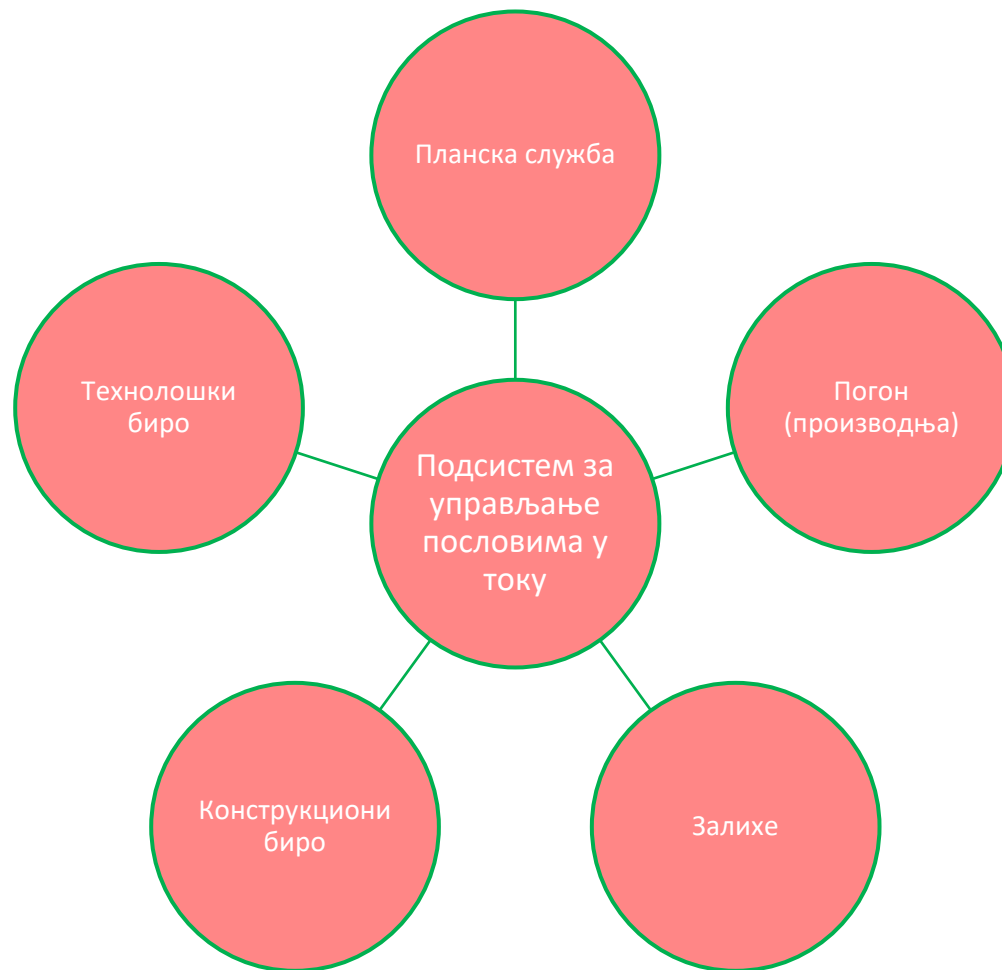 Планска служба
Технолошки
биро
Погон
(производња)
Подсистем за
управљање
пословима у
току
Конструкциони
биро
Залихе